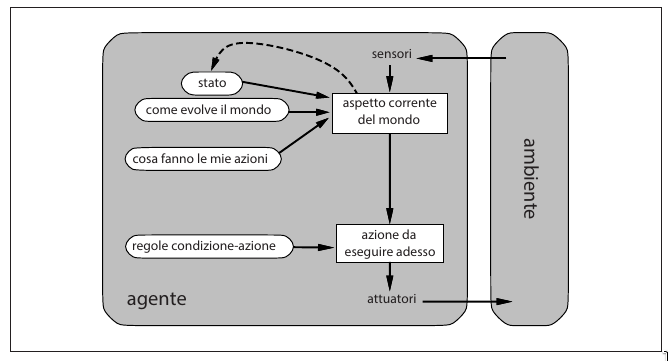 sensori
stato
come evolve il mondo
aspetto corrente
del mondo
cosa fanno le mie azioni
ambiente
regole condizione-azione
azione da
eseguire adesso
agente
attuatori